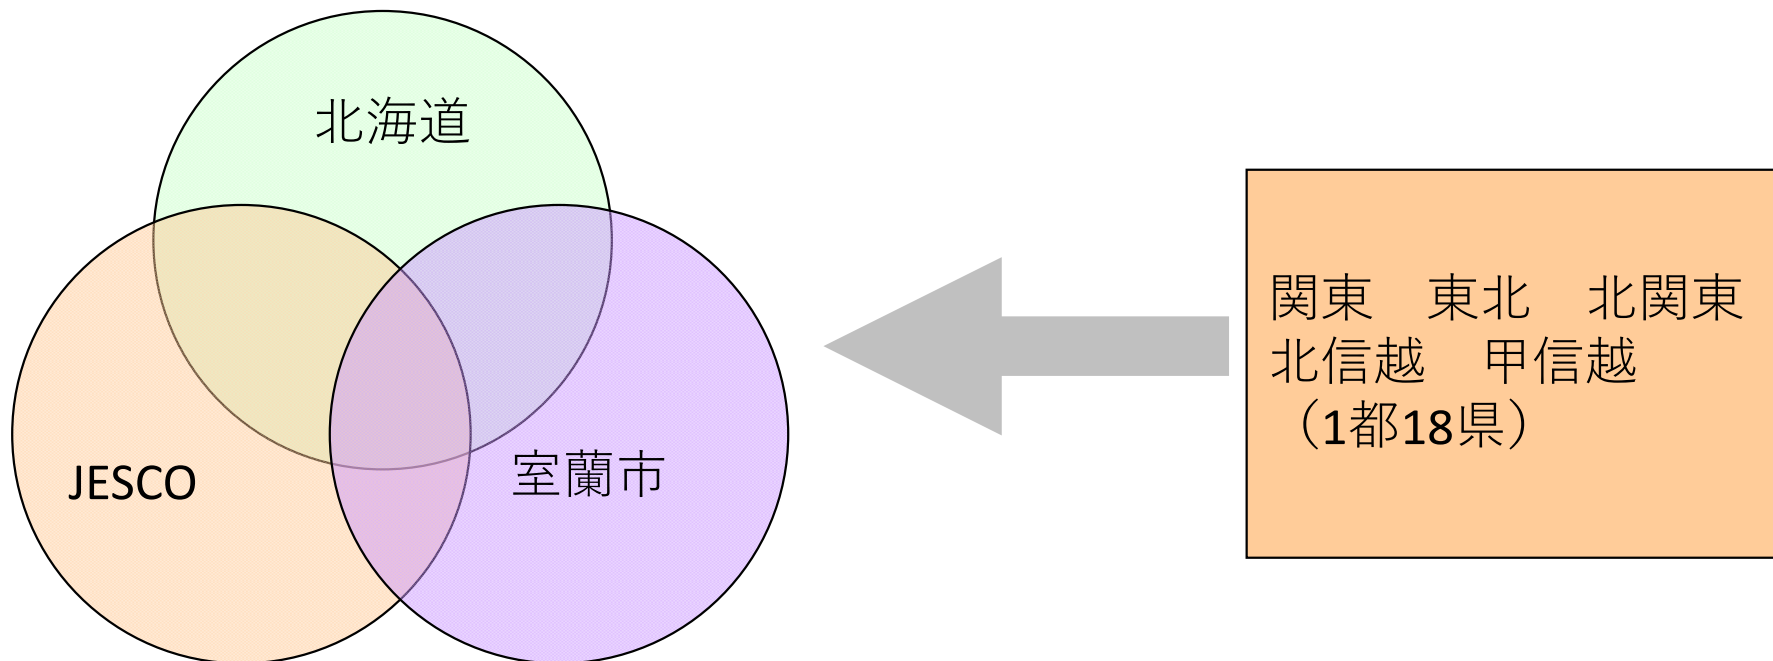 北海道
JESCO
室蘭市
関東　東北　北関東
北信越　甲信越
（1都18県）